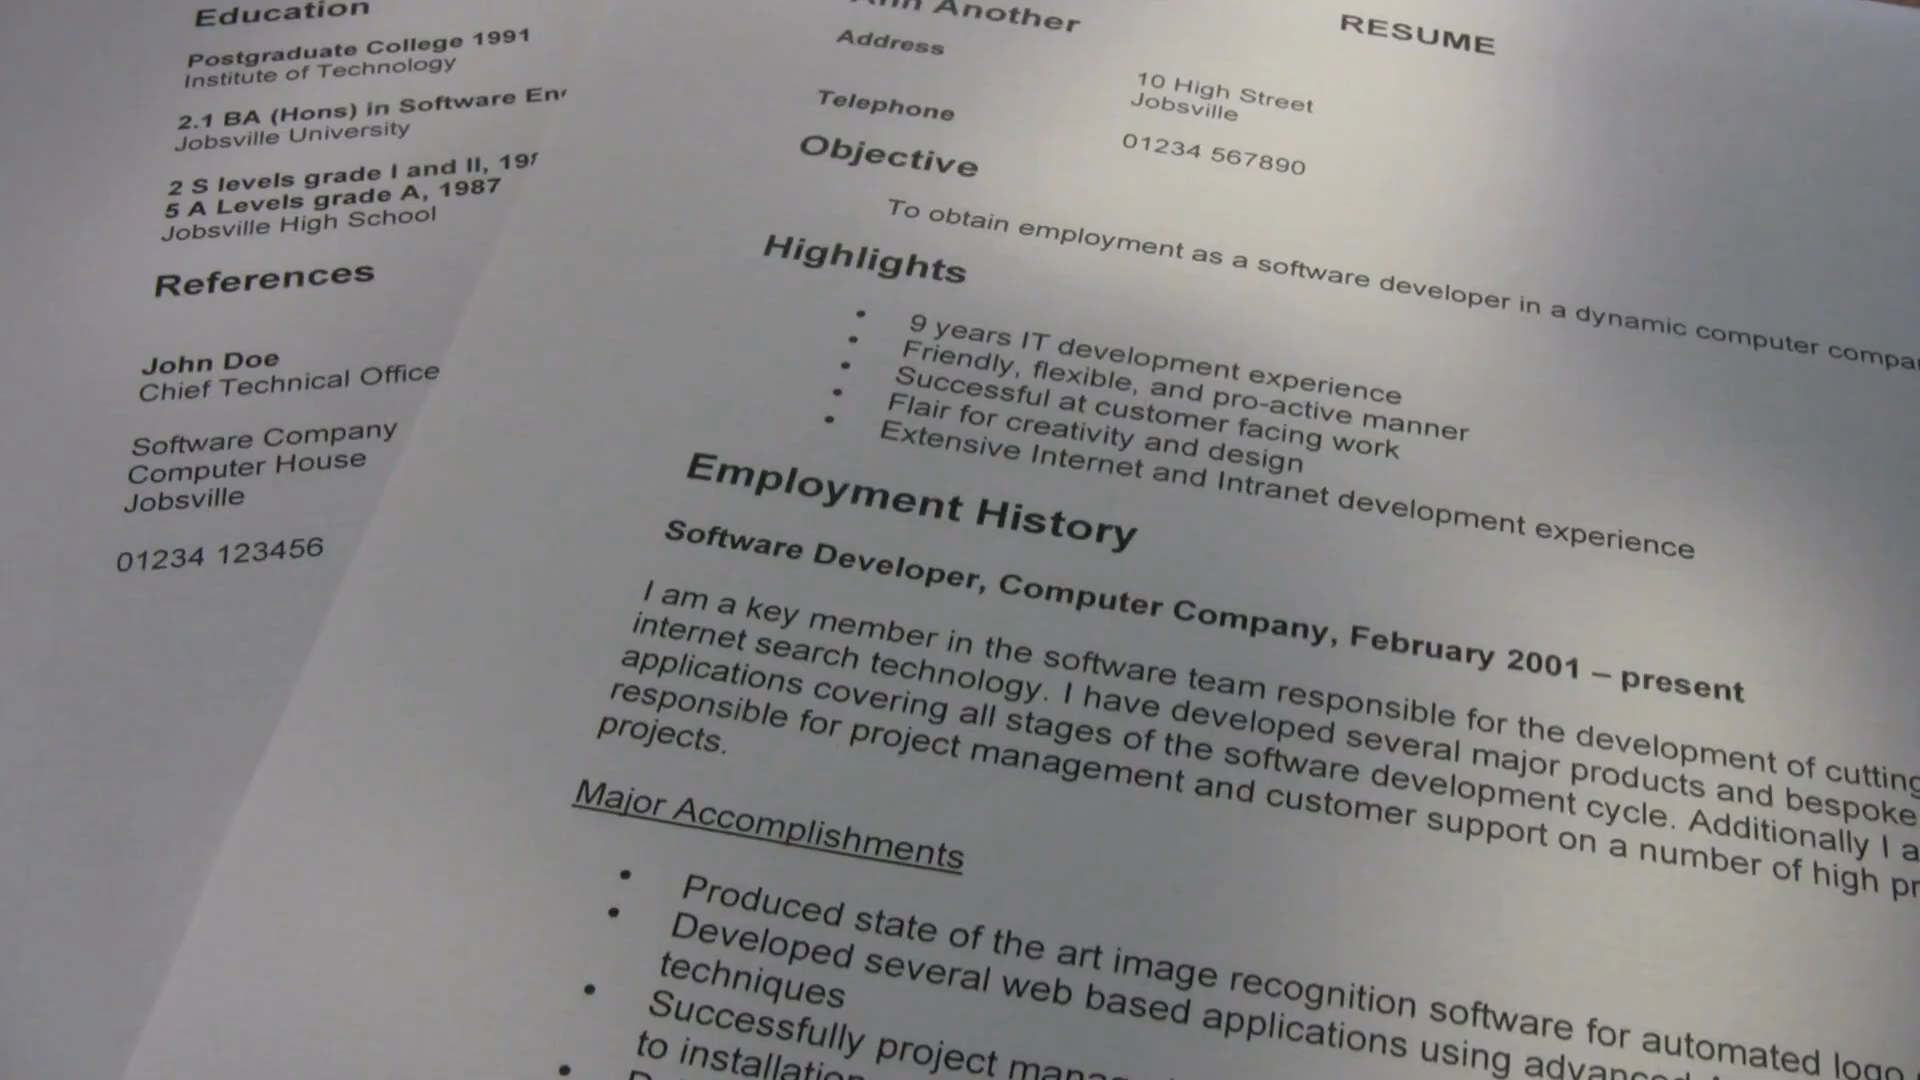 Education
Postgraduate College 1991
Institute of Technology
2.1 BA (Hons) in Software
Jobsville University
2 S levels grade I and II,
5 A Levels grade A, 1987
Jobsville High School
References
John Doe
Chief Technical Office
Software Company
Computer House
Jobsville
01234 123456
RESUME
Ann Another
Address
10 High Street
Jobsville
Telephone
01234 567890
Objective
To obtain employment as a software developer in a dynamic computer
Highlights
• 9 years IT development experience
• Friendly, flexible, and pro-active manner
• Successful at customer facing work
• Flair for creativity and design
• Extensive Internet and Intranet development experience
Employment History
Software Developer, Computer Company, February 2001 – present
I am a key member in the software team responsible for the development of cutting
internet search technology. I have developed several major products and bespoke
applications covering all stages of the software development cycle. Additionally I
responsible for project management and customer support on a number of high
projects.
Major Accomplishments
• Produced state of the art image recognition software for automated logo
• Developed several web based applications using
techniques
• Successfully project
to